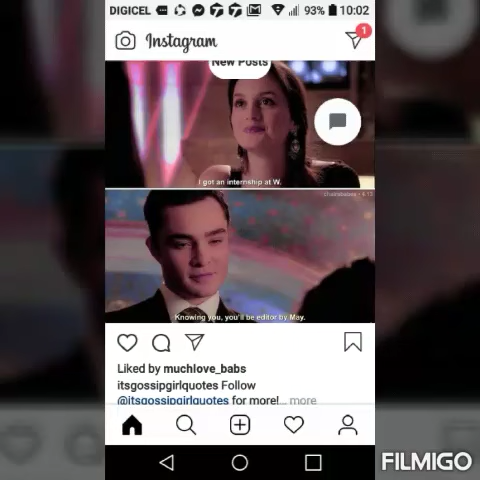 DIGICEL 93% 10:02
Instagram 1
New Posts
I got an internship at W.
Knowing you, you'll be editor by May.
Liked by muchlove_babs
itsgossipgirlquotes Follow
@itsgossipgirlquotes for more!... more
FILMIGO